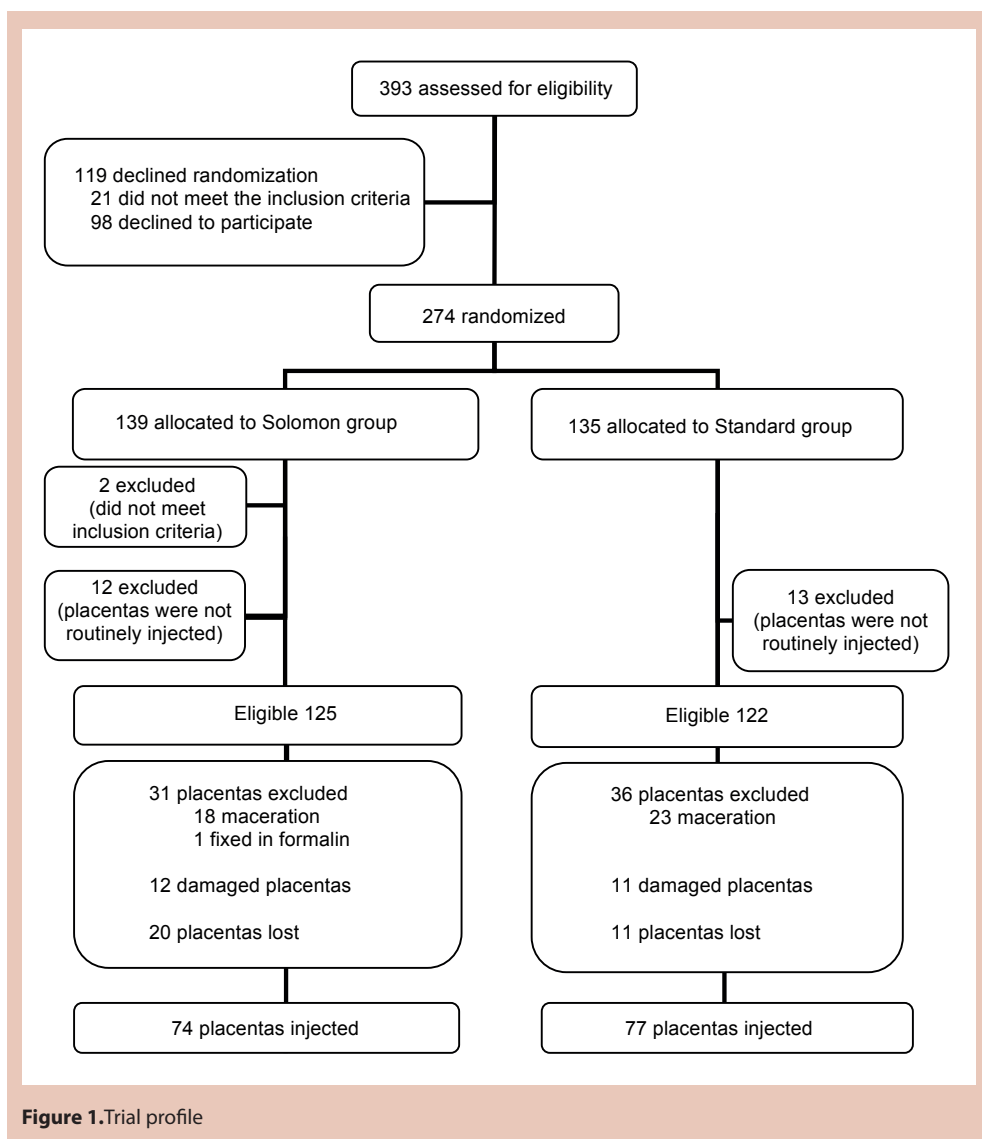 393 assessed for eligibility
119 declined randomization
21 did not meet the inclusion criteria
98 declined to participate
274 randomized
139 allocated to Solomon group
135 allocated to Standard group
2 excluded
(did not meet
inclusion criteria)
12 excluded
(placentas were not
routinely injected)
13 excluded
(placentas were not
routinely injected)
Eligible 125
Eligible 122
31 placentas excluded
18 maceration
1 fixed in formalin
12 damaged placentas
20 placentas lost
36 placentas excluded
23 maceration
11 damaged placentas
11 placentas lost
74 placentas injected
77 placentas injected
Figure 1.Trial profile